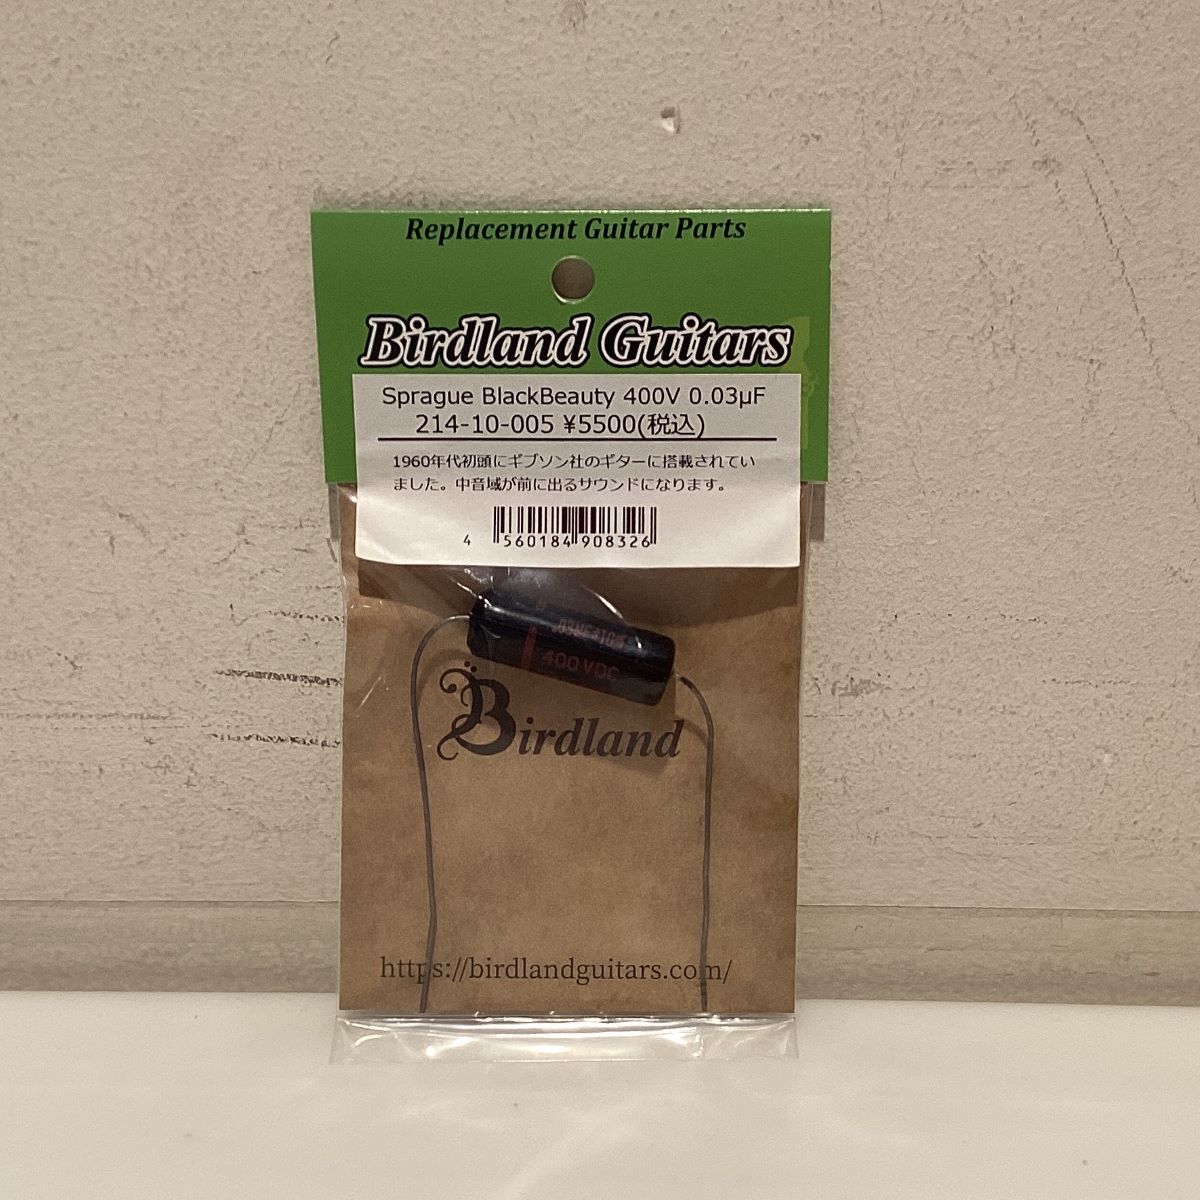 Replacement Guitar Parts
Birdland Guitars
Sprague BlackBeauty 400V 0.03µF
214-10-005 ¥5500(税込)
1960年代初頭にギブソン社のギターに搭載されてい
ました。中音域が前に出るサウンドになります。
4 560184 908326
.03MF±10%
400 VDC
Birdland
https://birdlandguitars.com/